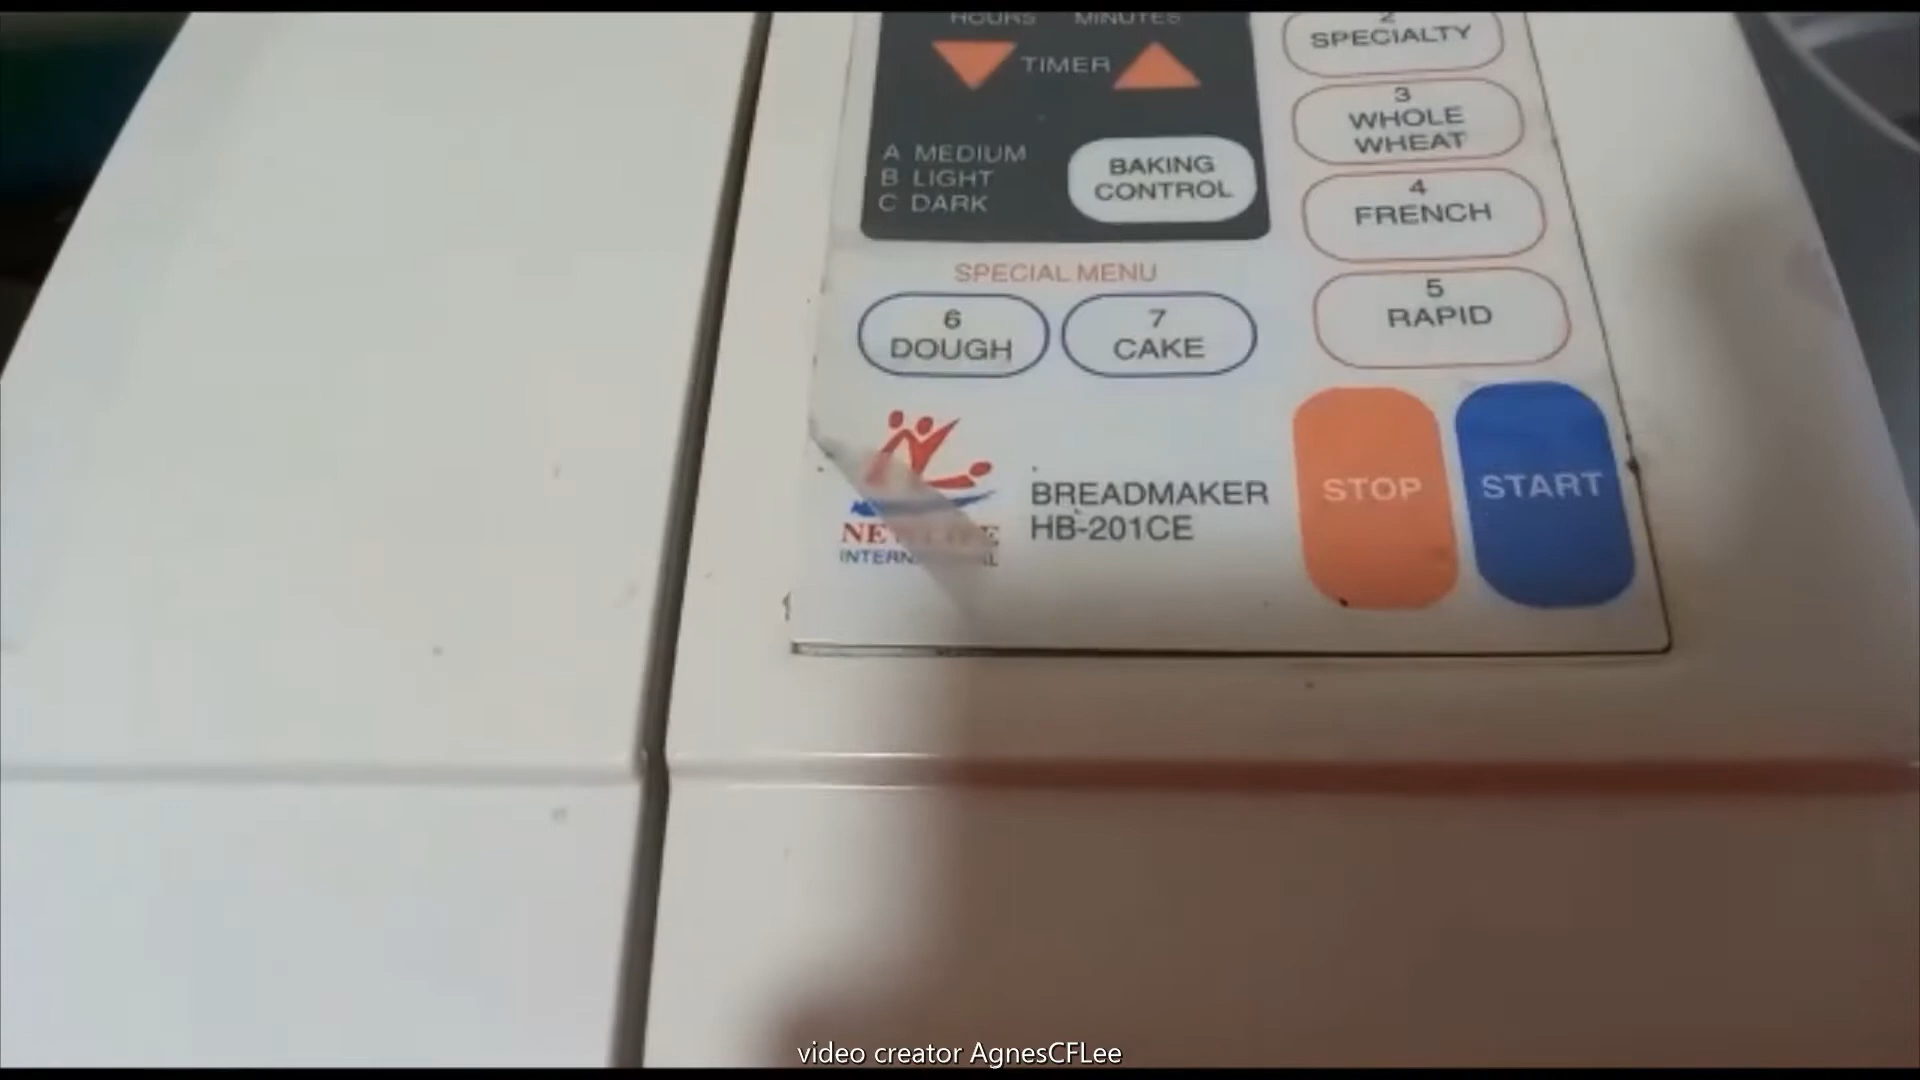 HOURS MINUTES
TIMER
A MEDIUM
B LIGHT
C DARK
BAKING
CONTROL
2
SPECIALTY
3
WHOLE
WHEAT
4
FRENCH
5
RAPID
SPECIAL MENU
6
DOUGH
7
CAKE
BREADMAKER
HB-201CE
STOP
START
video creator AgnesCFLee